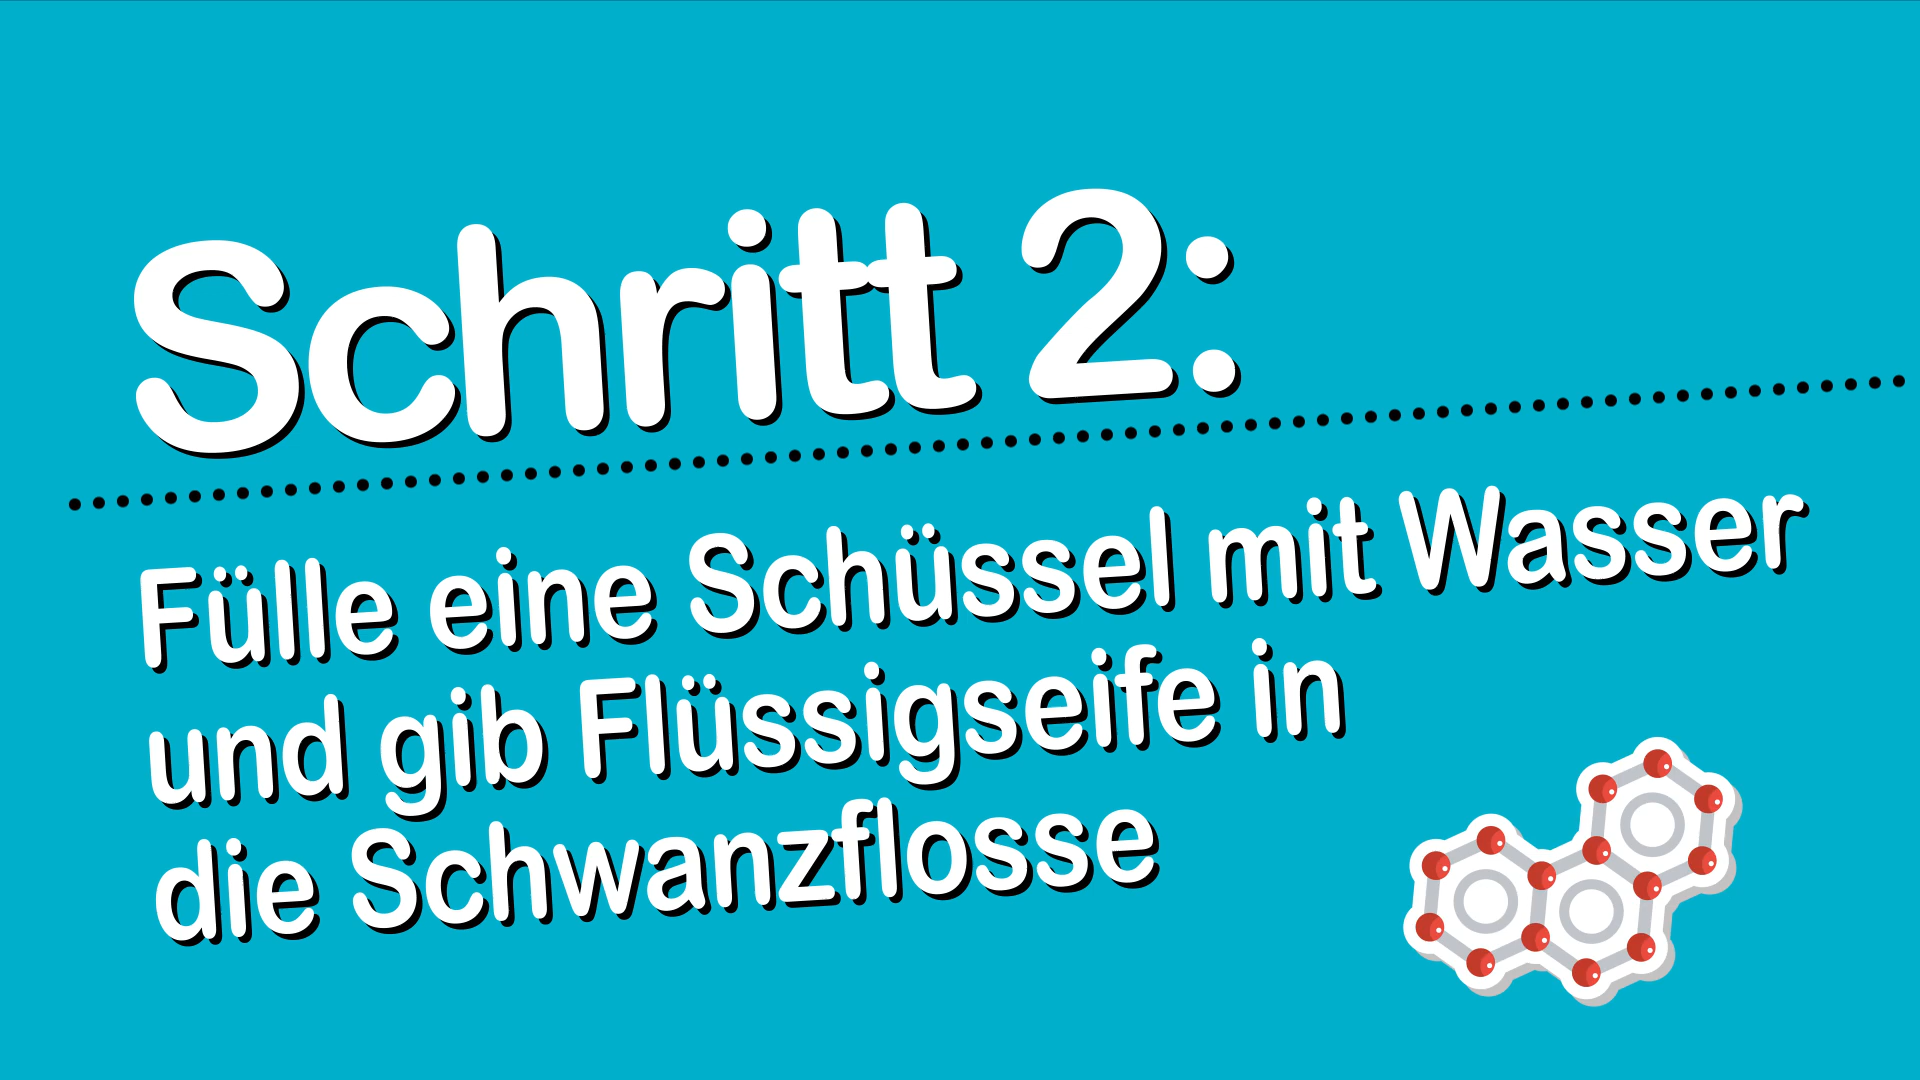 Schritt 2:
Fülle eine Schüssel mit Wasser
und gib Flüssigseife in
die Schwanzflosse